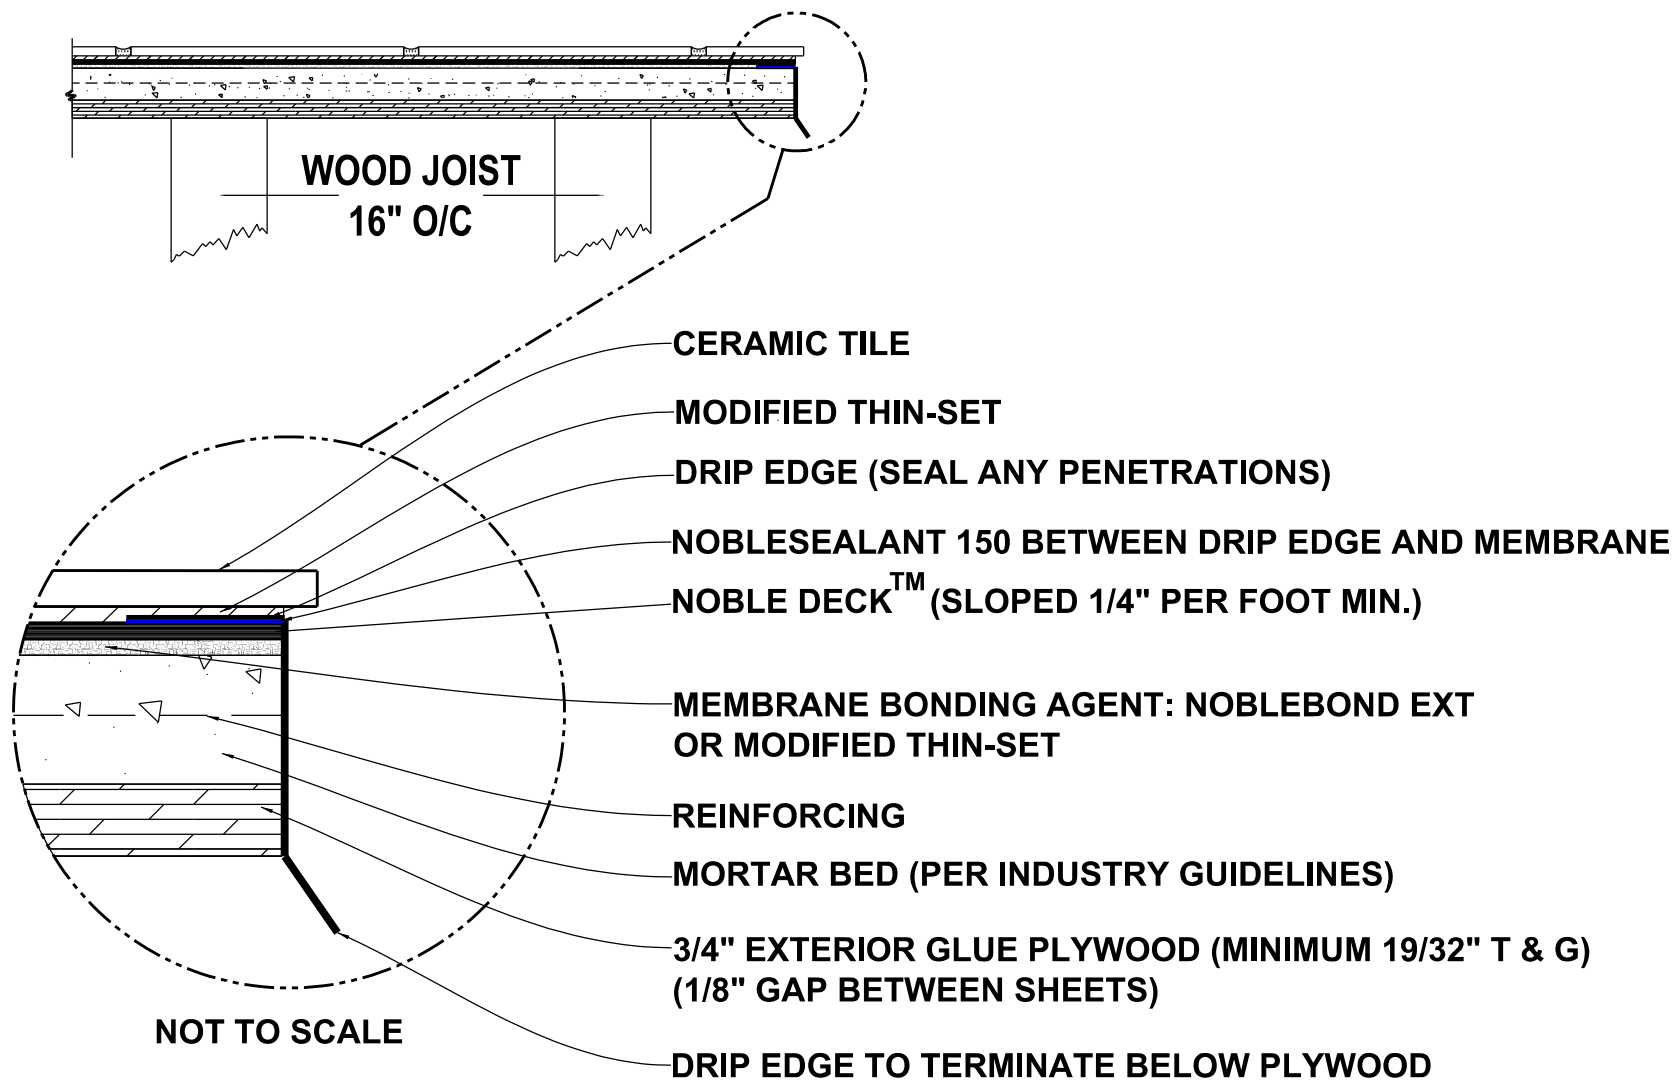 WOOD JOIST
16" O/C
CERAMIC TILE
MODIFIED THIN-SET
DRIP EDGE (SEAL ANY PENETRATIONS)
NOBLESEALANT 150 BETWEEN DRIP EDGE AND MEMBRANE
NOBLE DECK™ (SLOPED 1/4" PER FOOT MIN.)
MEMBRANE BONDING AGENT: NOBLEBOND EXT
OR MODIFIED THIN-SET
REINFORCING
MORTAR BED (PER INDUSTRY GUIDELINES)
3/4" EXTERIOR GLUE PLYWOOD (MINIMUM 19/32" T & G)
(1/8" GAP BETWEEN SHEETS)
NOT TO SCALE
DRIP EDGE TO TERMINATE BELOW PLYWOOD